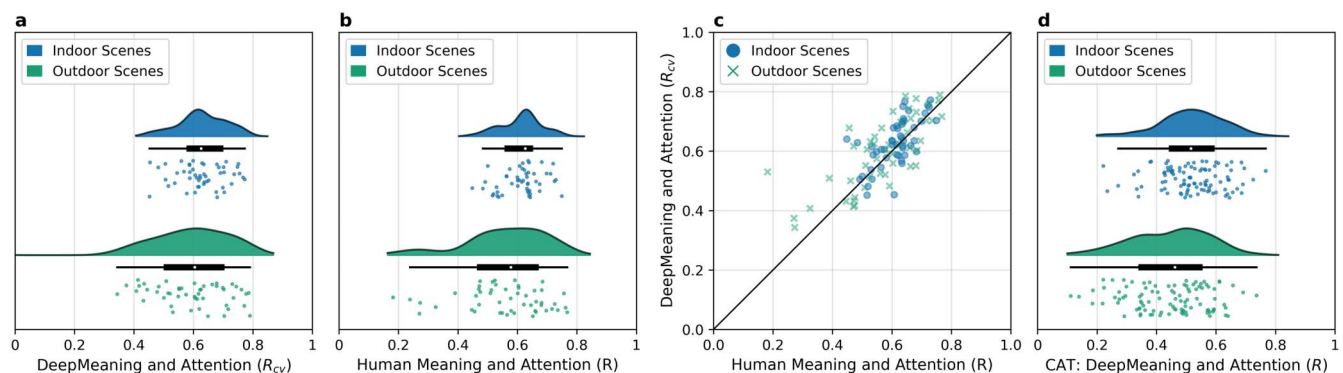 a
Indoor Scenes
Outdoor Scenes
0 0.2 0.4 0.6 0.8 1
DeepMeaning and Attention (Rcv)
b
Indoor Scenes
Outdoor Scenes
0 0.2 0.4 0.6 0.8 1
Human Meaning and Attention (R)
c
Indoor Scenes
Outdoor Scenes
DeepMeaning and Attention (Rcv)
1.0
0.8
0.6
0.4
0.2
0.0
0.0 0.2 0.4 0.6 0.8 1.0
Human Meaning and Attention (R)
d
Indoor Scenes
Outdoor Scenes
0 0.2 0.4 0.6 0.8 1
CAT: DeepMeaning and Attention (R)